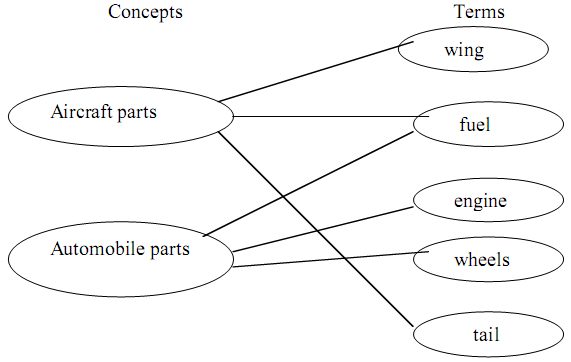 Concepts
Terms
wing
Aircraft parts
fuel
engine
Automobile parts
wheels
tail